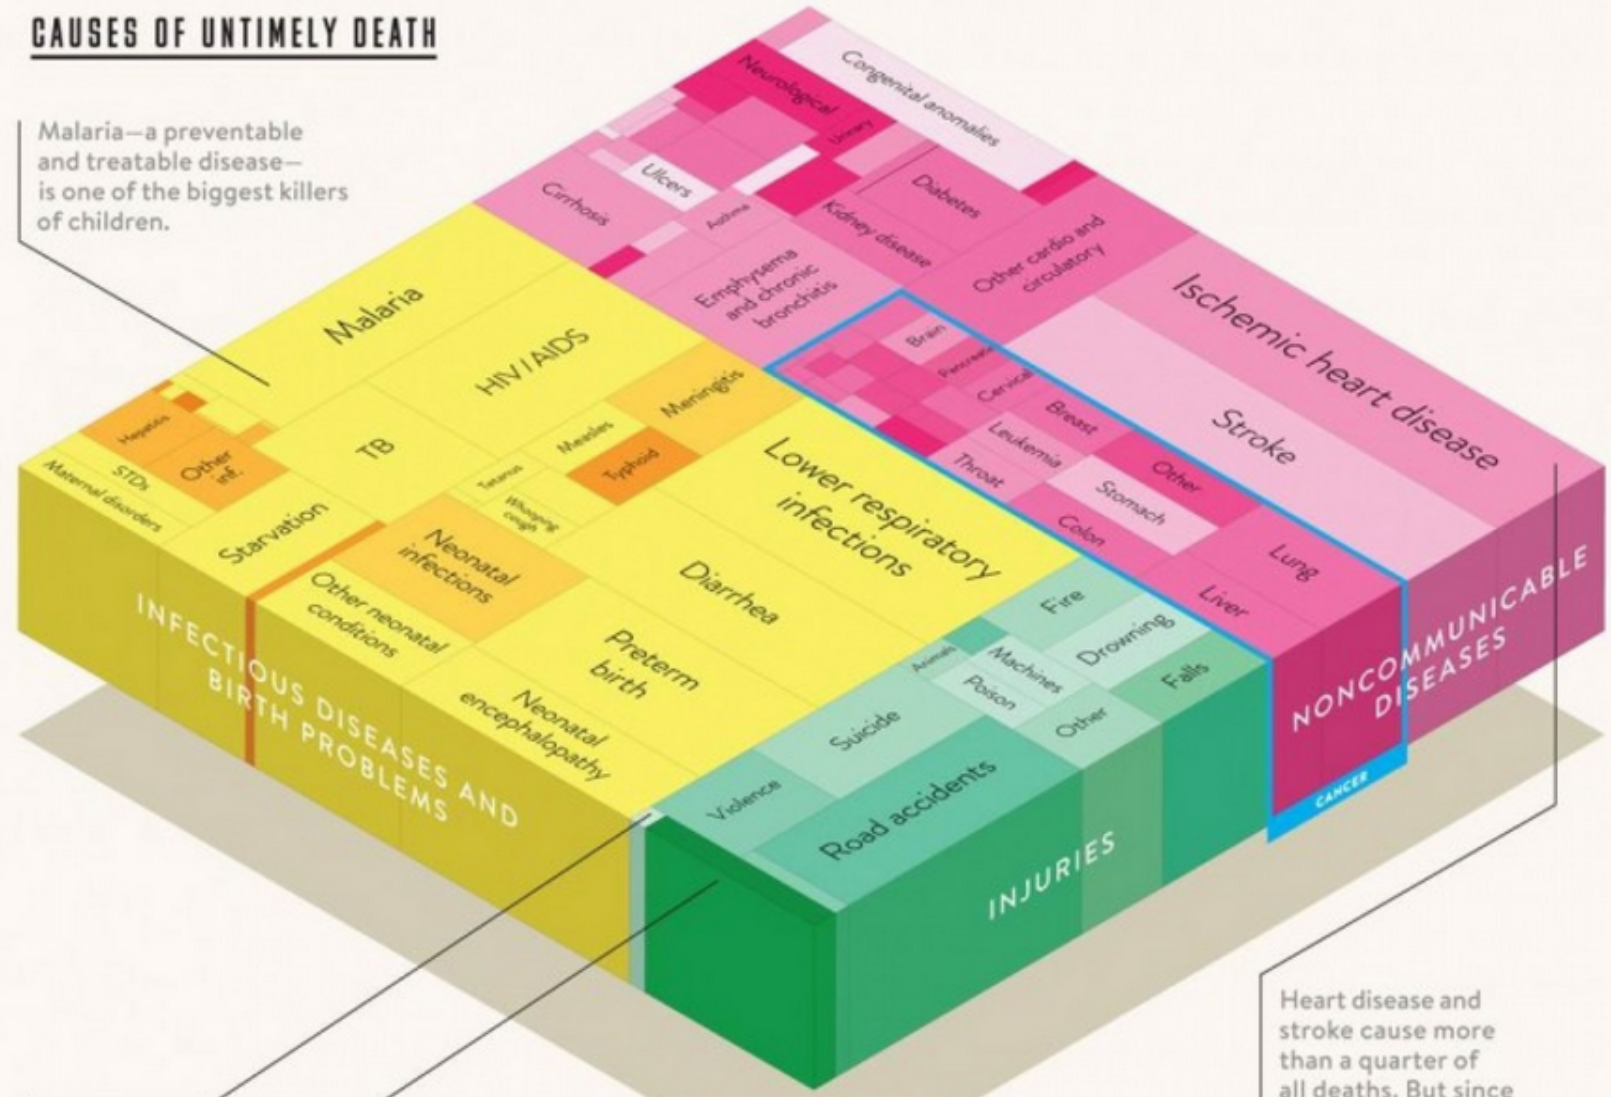 CAUSES OF UNTIMELY DEATH
Malaria—a preventable
and treatable disease—
is one of the biggest killers
of children.
Congenital anomalies
Neurological
Urinary
Ulcers
Cirrhosis
Asthma
Diabetes
Kidney disease
Other cardio and
circulatory
Emphysema
and chronic
bronchitis
Ischemic heart disease
Stroke
Brain
Pancreatic
Cervical
Breast
Leukemia
Throat
Other
Stomach
Colon
Lung
Liver
Malaria
HIV/AIDS
Meningitis
Measles
Typhoid
Tetanus
Whooping
cough
TB
Hepatitis
Other
inf.
STDs
Maternal disorders
Starvation
Lower respiratory
infections
Diarrhea
Neonatal
infections
Other neonatal
conditions
Preterm
birth
Neonatal
encephalopathy
Fire
Drowning
Animals
Machines
Poison
Falls
Other
Suicide
Violence
Road accidents
INFECTIOUS DISEASES AND
BIRTH PROBLEMS
INJURIES
NONCOMMUNICABLE
DISEASES
CANCER
Heart disease and
stroke cause more
than a quarter of
all deaths. But since